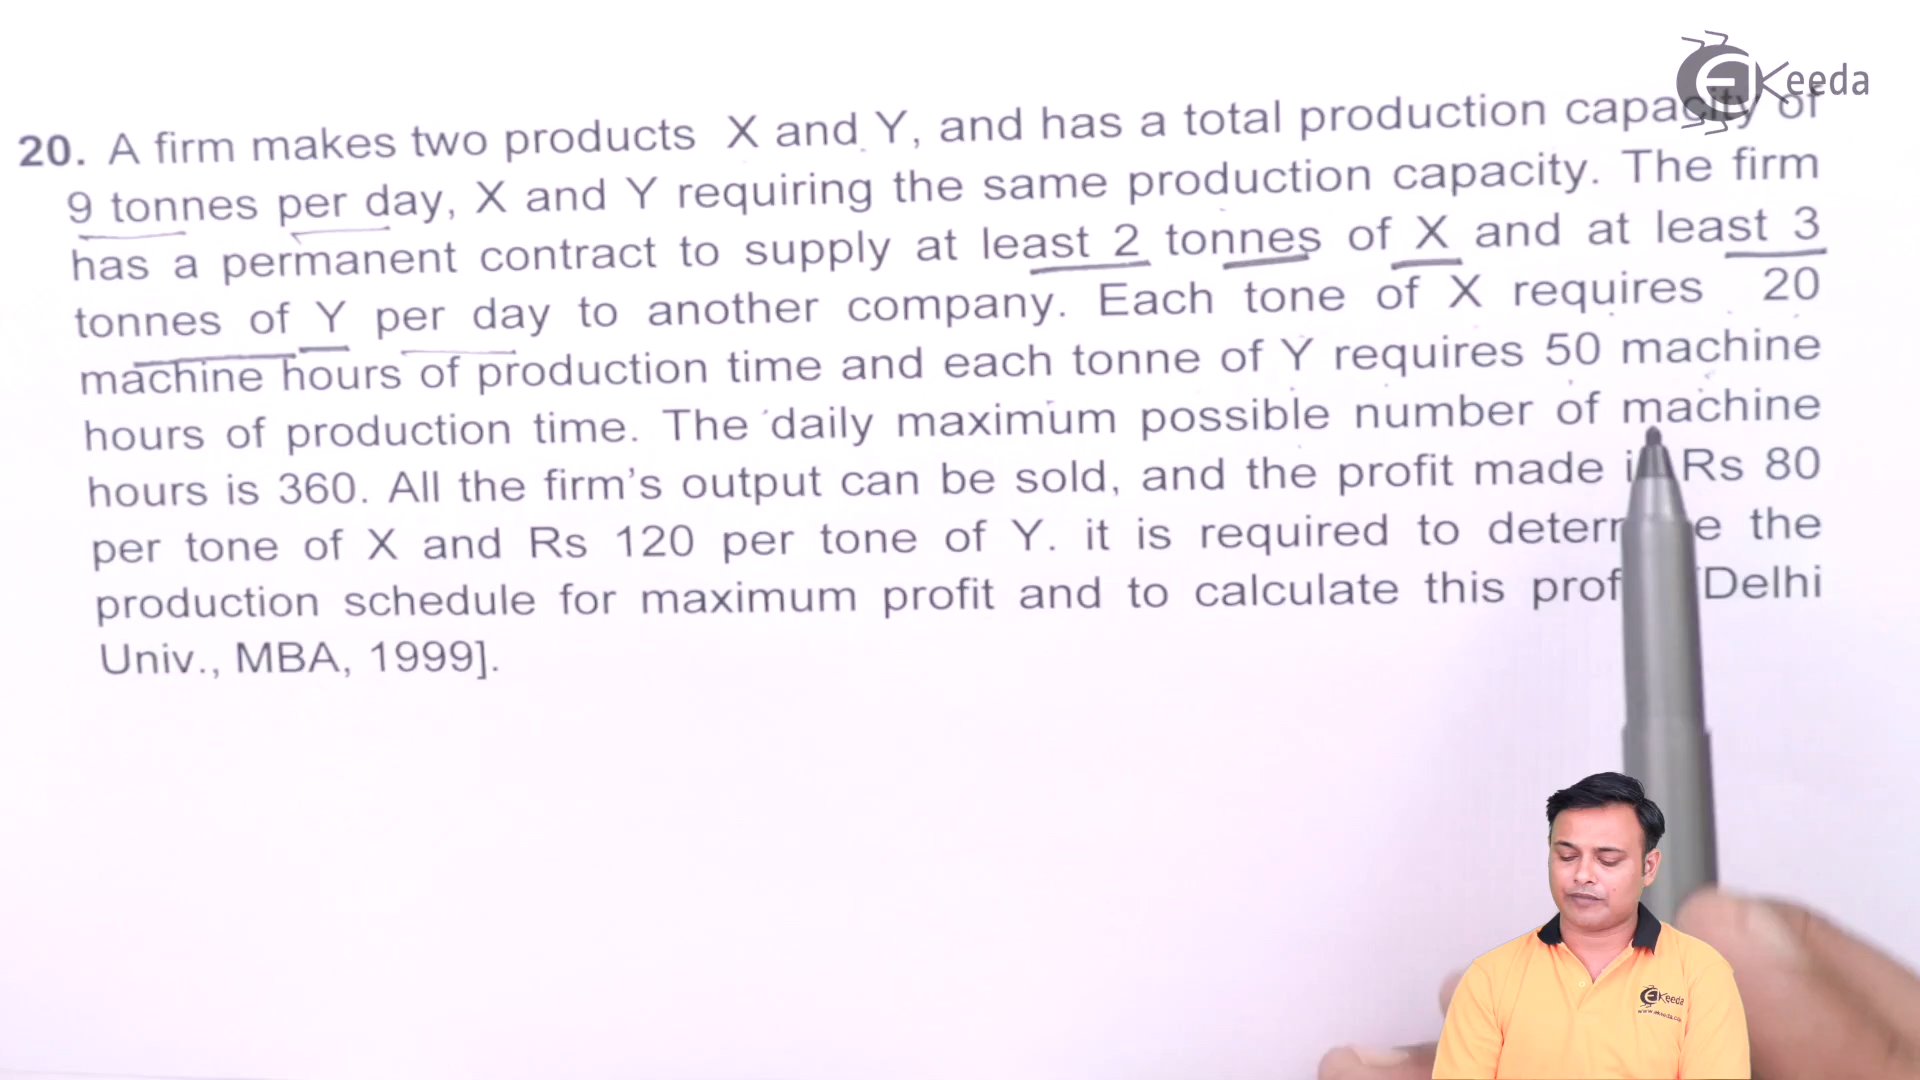 Keeda
20. A firm makes two products X and Y, and has a total production capacity of
9 tonnes per day, X and Y requiring the same production capacity. The firm
has a permanent contract to supply at least 2 tonnes of X and at least 3
tonnes of Y per day to another company. Each tone of X requires 20
machine hours of production time and each tonne of Y requires 50 machine
hours of production time. The daily maximum possible number of machine
hours is 360. All the firm's output can be sold, and the profit made Rs 80
per tone of X and Rs 120 per tone of Y. it is required to the
production schedule for maximum profit and to calculate this Delhi
Univ., MBA, 1999].
Keeda